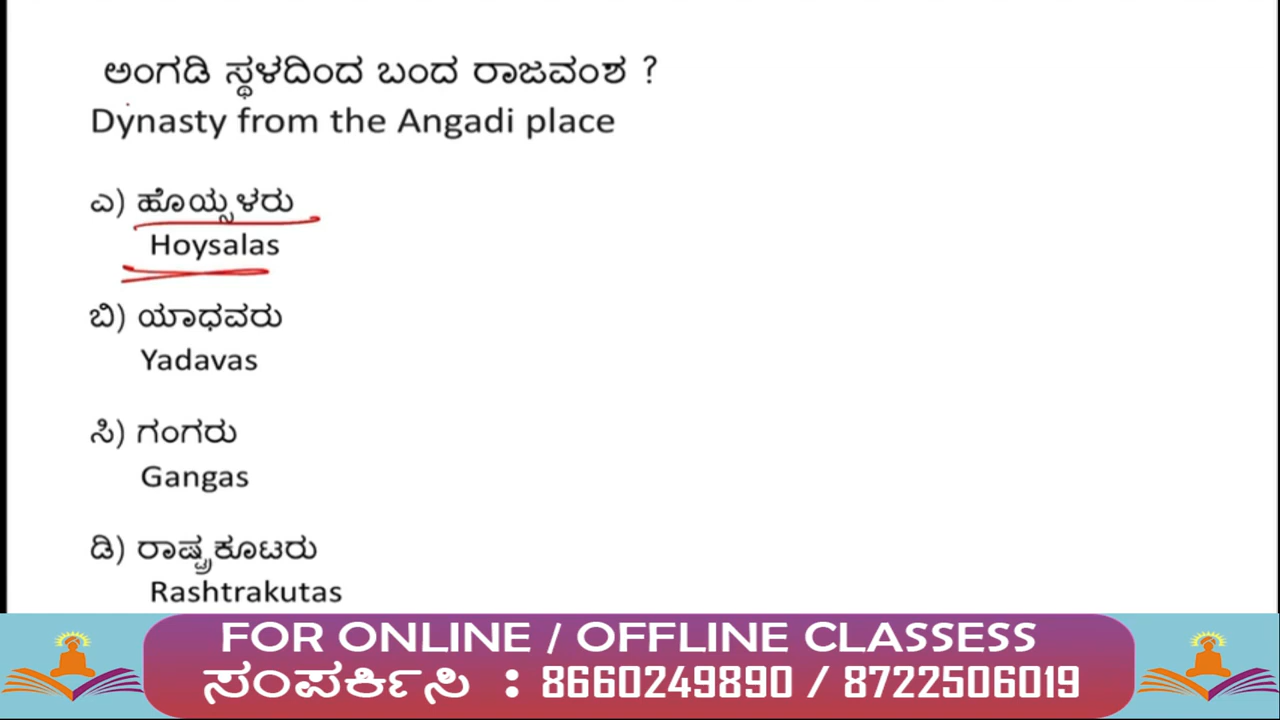 ಅಂಗಡಿ ಸ್ಥಳದಿಂದ ಬಂದ ರಾಜವಂಶ ?
Dynasty from the Angadi place
ಎ) ಹೊಯ್ಸಳರು
Hoysalas
ಬಿ) ಯಾಧವರು
Yadavas
ಸಿ) ಗಂಗರು
Gangas
ಡಿ) ರಾಷ್ಟ್ರಕೂಟರು
Rashtrakutas
FOR ONLINE / OFFLINE CLASSESS
ಸಂಪರ್ಕಿಸಿ : 8660249890 / 8722506019